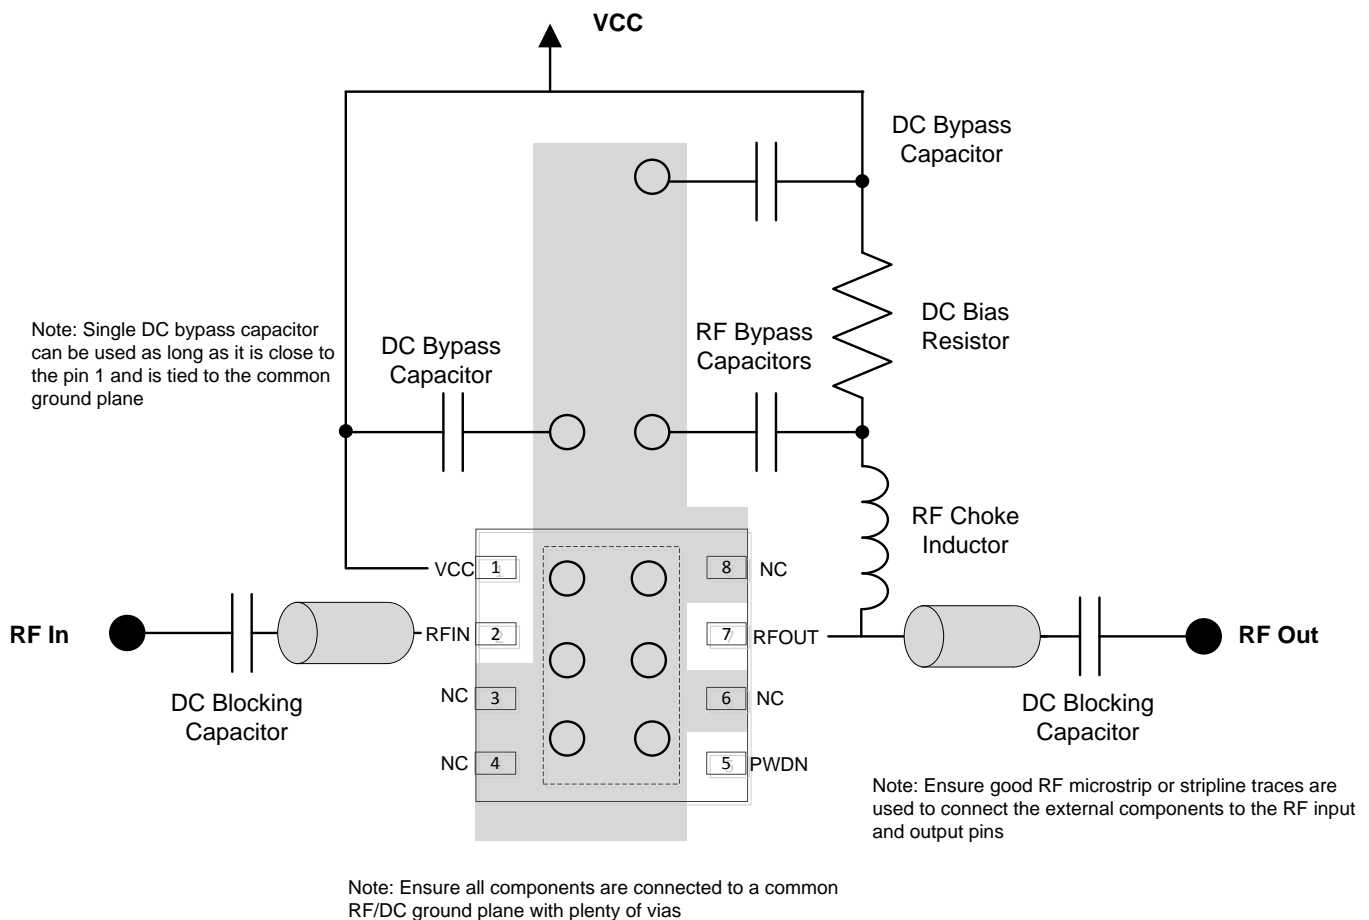 VCC
DC Bypass
Capacitor
DC Bias
Resistor
Note: Single DC bypass capacitor
can be used as long as it is close to
the pin 1 and is tied to the common
ground plane
DC Bypass
Capacitor
RF Bypass
Capacitors
RF Choke
Inductor
VCC
1
8
NC
RF In
RFIN
2
7
RFOUT
RF Out
NC
3
6
NC
DC Blocking
Capacitor
DC Blocking
Capacitor
NC
4
5
PWDN
Note: Ensure good RF microstrip or stripline traces are
used to connect the external components to the RF input
and output pins
Note: Ensure all components are connected to a common
RF/DC ground plane with plenty of vias